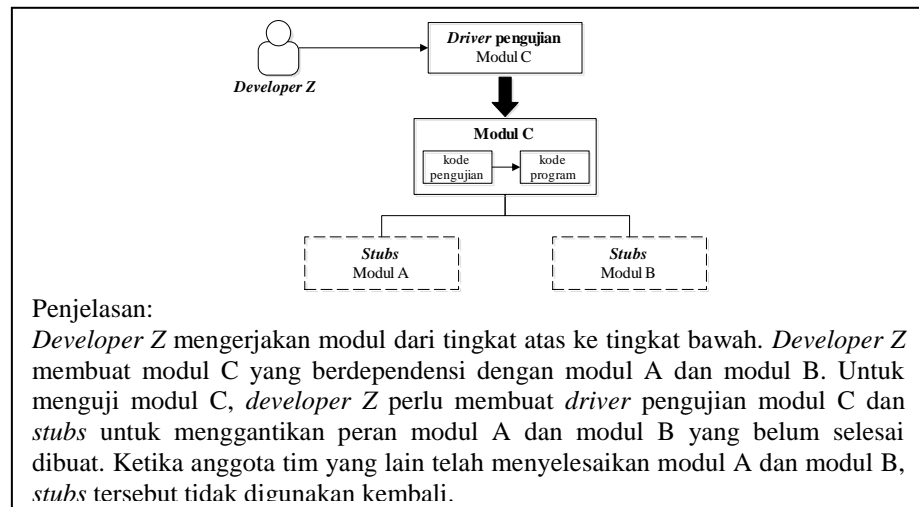 Driver pengujian
Modul C
Developer Z
Modul C
kode
pengujian
kode
program
Stubs
Modul A
Stubs
Modul B
Penjelasan:
Developer Z mengerjakan modul dari tingkat atas ke tingkat bawah. Developer Z
membuat modul C yang berdependensi dengan modul A dan modul B. Untuk
menguji modul C, developer Z perlu membuat driver pengujian modul C dan
stubs untuk menggantikan peran modul A dan modul B yang belum selesai
dibuat. Ketika anggota tim yang lain telah menyelesaikan modul A dan modul B,
stubs tersebut tidak digunakan kembali.